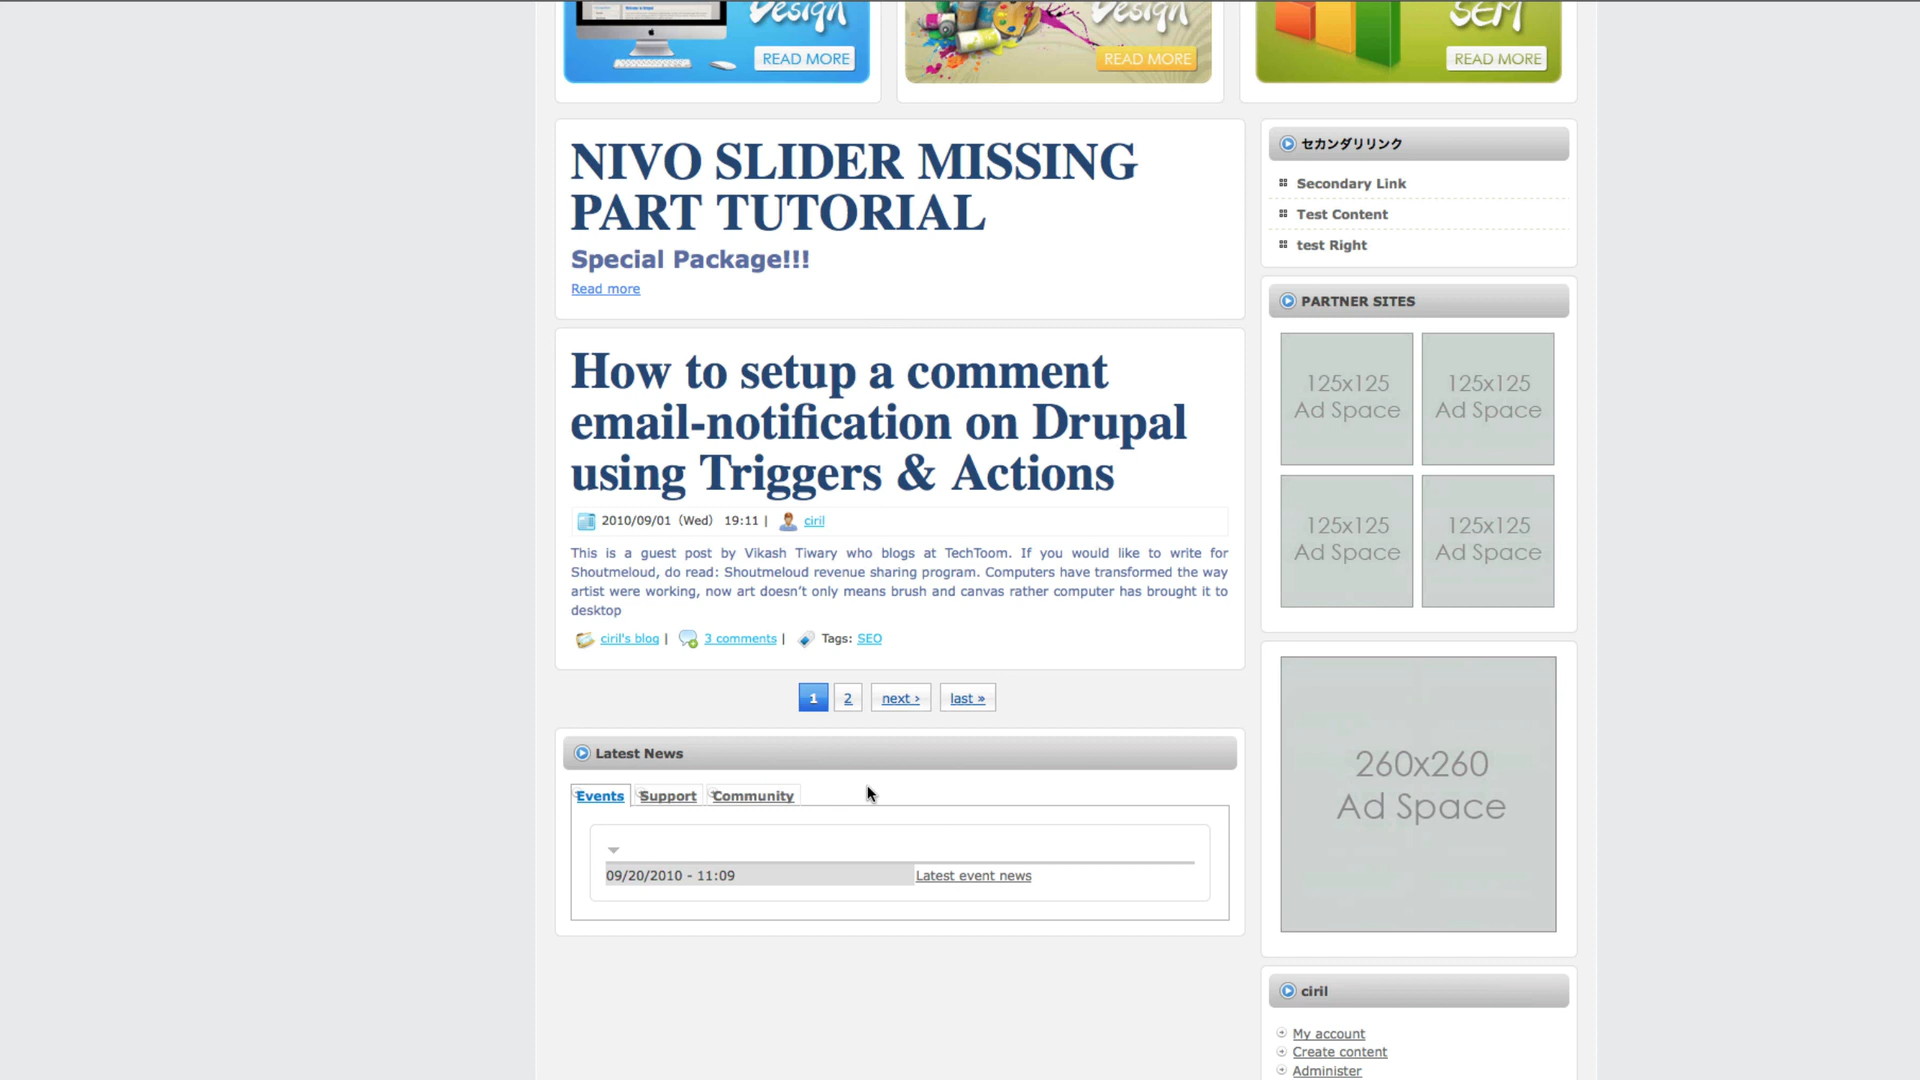 Design
READ MORE
Design
READ MORE
SEM
READ MORE
NIVO SLIDER MISSING
PART TUTORIAL
Special Package!!!
Read more
How to setup a comment
email-notification on Drupal
using Triggers & Actions
2010/09/01 (Wed) 19:11 | ciril
This is a guest post by Vikash Tiwary who blogs at TechToom. If you would like to write for
Shoutmeloud, do read: Shoutmeloud revenue sharing program. Computers have transformed the way
artist were working, now art doesn't only means brush and canvas rather computer has brought it to
desktop
ciril's blog | 3 comments | Tags: SEO
1 2 next › last »
Latest News
Events Support Community
09/20/2010 - 11:09 Latest event news
セカンダリリンク
Secondary Link
Test Content
test Right
PARTNER SITES
125x125
Ad Space
125x125
Ad Space
125x125
Ad Space
125x125
Ad Space
260x260
Ad Space
ciril
My account
Create content
Administer